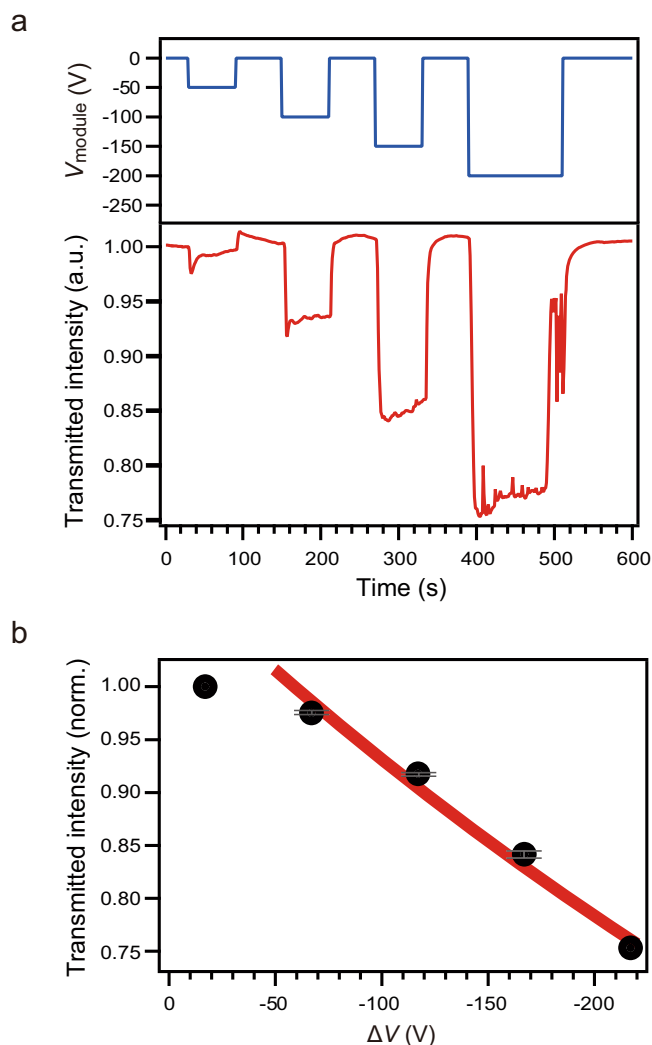 a
0
-50
-100
-150
-200
-250
V module (V)
1.00
0.95
0.90
0.85
0.80
0.75
Transmitted intensity (a.u.)
0 100 200 300 400 500 600
Time (s)
b
1.00
0.95
0.90
0.85
0.80
0.75
Transmitted intensity (norm.)
0 -50 -100 -150 -200
ΔV (V)